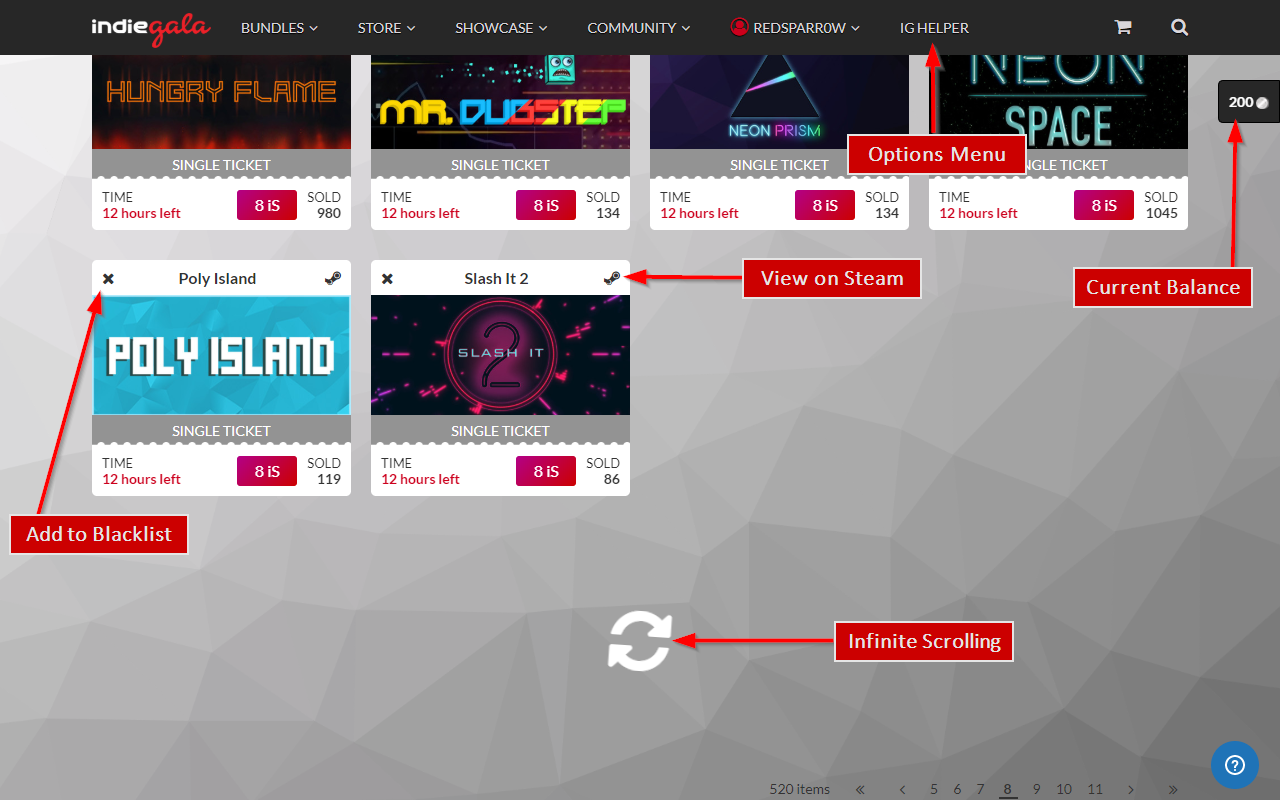 indiegala BUNDLES STORE SHOWCASE COMMUNITY REDSPARR0W IG HELPER
HUNGRY FLAME
MR. DUBSTEP
NEON PRISM
NEON
SPACE
200
Options Menu
SINGLE TICKET
SINGLE TICKET
SINGLE TICKET
NGLE TICKET
TIME
12 hours left
8 iS
SOLD
980
TIME
12 hours left
8 iS
SOLD
134
TIME
12 hours left
8 iS
SOLD
134
TIME
12 hours left
8 iS
SOLD
1045
Poly Island
Slash It 2
View on Steam
Current Balance
POLY ISLAND
SLASH IT
2
SINGLE TICKET
SINGLE TICKET
TIME
12 hours left
8 iS
SOLD
119
TIME
12 hours left
8 iS
SOLD
86
Add to Blacklist
Infinite Scrolling
520 items « ‹ 5 6 7 8 9 10 11 › »